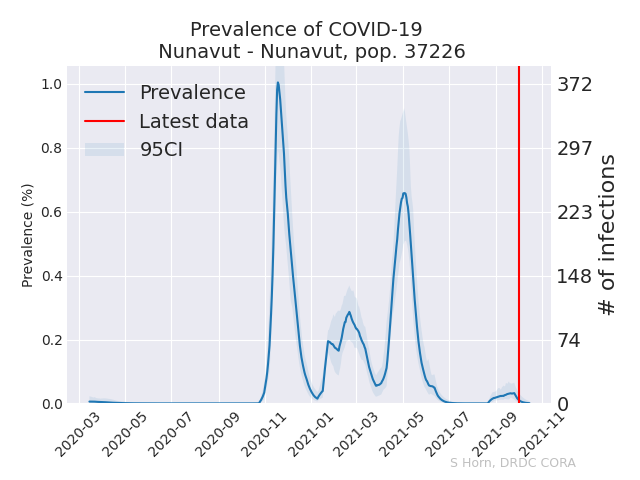 Prevalence of COVID-19
Nunavut - Nunavut, pop. 37226
Prevalence
Latest data
95CI
Prevalence (%)
1.0
0.8
0.6
0.4
0.2
0.0
372
297
223
148
74
0
# of infections
2020-03
2020-05
2020-07
2020-09
2020-11
2021-01
2021-03
2021-05
2021-07
2021-09
2021-11
S Horn, DRDC CORA